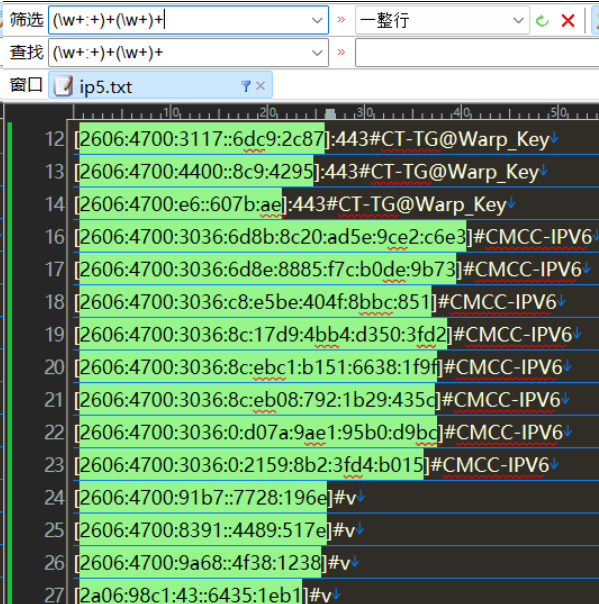 筛选 (\w+:+)+(\w+)+ » 一整行
查找 (\w+:+)+(\w+)+ »
窗口 ip5.txt
10 20 30 40 50
12 [2606:4700:3117::6dc9:2c87]:443#CT-TG@Warp_Key↓
13 [2606:4700:4400::8c9:4295]:443#CT-TG@Warp_Key↓
14 [2606:4700:e6::607b:ae]:443#CT-TG@Warp_Key↓
16 [2606:4700:3036:6d8b:8c20:ad5e:9ce2:c6e3]#CMCC-IPV6↓
17 [2606:4700:3036:6d8e:8885:f7c:b0de:9b73]#CMCC-IPV6↓
18 [2606:4700:3036:c8:e5be:404f:8bbc:851]#CMCC-IPV6↓
19 [2606:4700:3036:8c:17d9:4bb4:d350:3fd2]#CMCC-IPV6↓
20 [2606:4700:3036:8c:ebc1:b151:6638:1f9f]#CMCC-IPV6↓
21 [2606:4700:3036:8c:eb08:792:1b29:435c]#CMCC-IPV6↓
22 [2606:4700:3036:0:d07a:9ae1:95b0:d9bc]#CMCC-IPV6↓
23 [2606:4700:3036:0:2159:8b2:3fd4:b015]#CMCC-IPV6↓
24 [2606:4700:91b7::7728:196e]#v↓
25 [2606:4700:8391::4489:517e]#v↓
26 [2606:4700:9a68::4f38:1238]#v↓
27 [2a06:98c1:43::6435:1eb1]#v↓